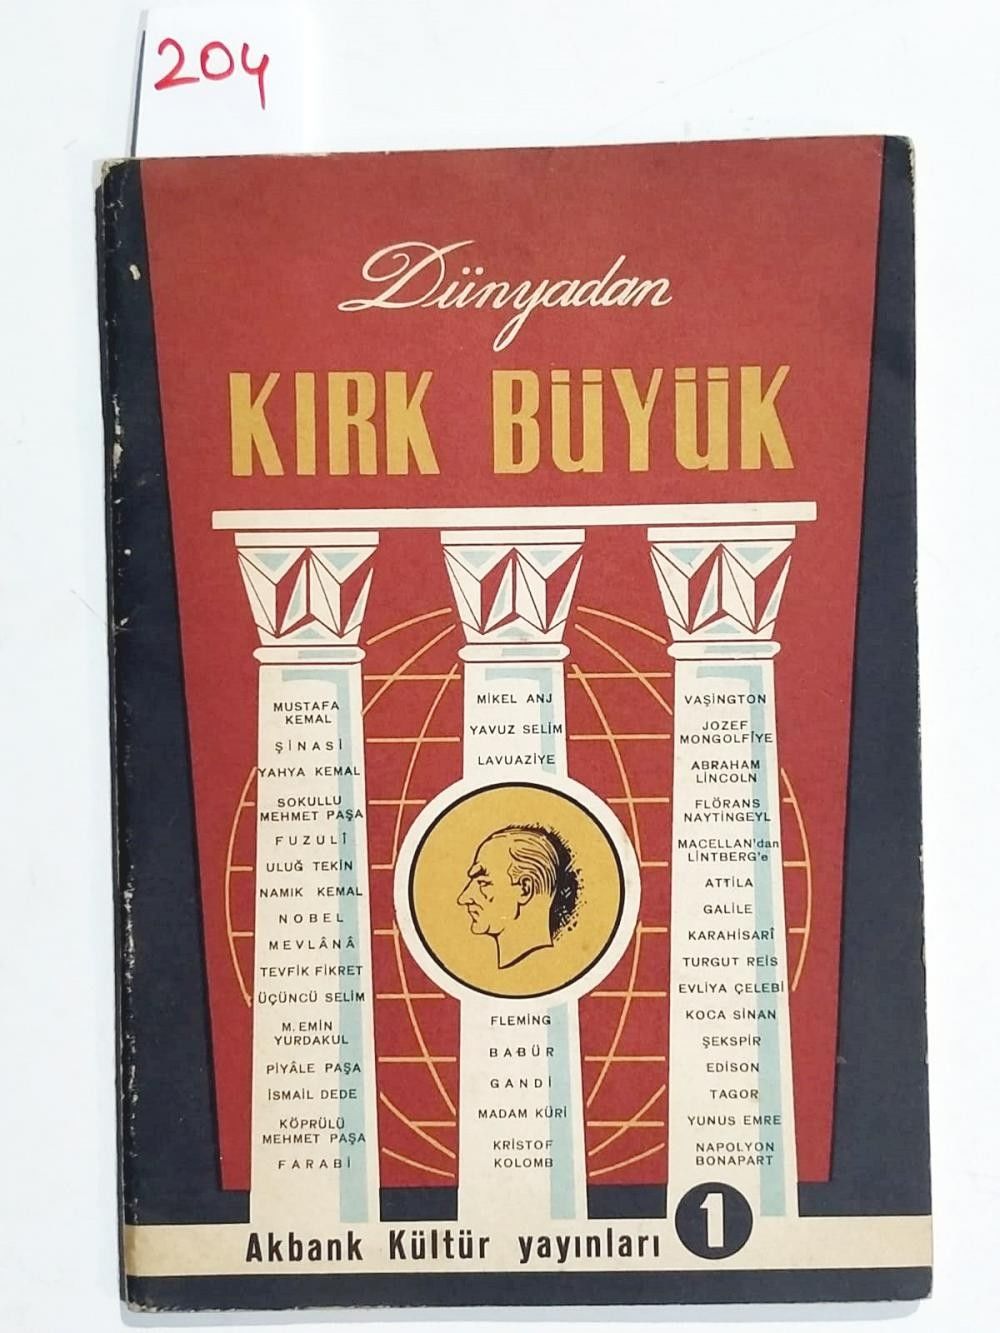 204
Dünyadan
KIRK BÜYÜK
MUSTAFA
KEMAL
ŞİNASİ
YAHYA KEMAL
SOKULLU
MEHMET PAŞA
FUZULÎ
ULUĞ TEKİN
NAMIK KEMAL
NOBEL
MEVLÂNÂ
TEVFİK FİKRET
ÜÇÜNCÜ SELİM
M. EMİN
YURDAKUL
PİYÂLE PAŞA
İSMAİL DEDE
KÖPRÜLÜ
MEHMET PAŞA
FARABİ
MİKEL ANJ
YAVUZ SELİM
LAVUAZİYE
FLEMİNG
BABÜR
GANDİ
MADAM KÜRİ
KRİSTOF
KOLOMB
VAŞİNGTON
JOZEF
MONGOLFİYE
ABRAHAM
LİNCOLN
FLÖRANS
NAYTİNGEYL
MACELLAN'dan
LİNTBERG'e
ATTİLA
GALİLE
KARAHİSARÎ
TURGUT REİS
EVLİYA ÇELEBİ
KOCA SİNAN
ŞEKSPİR
EDİSON
TAGOR
YUNUS EMRE
NAPOLYON
BONAPART
Akbank Kültür yayınları 1